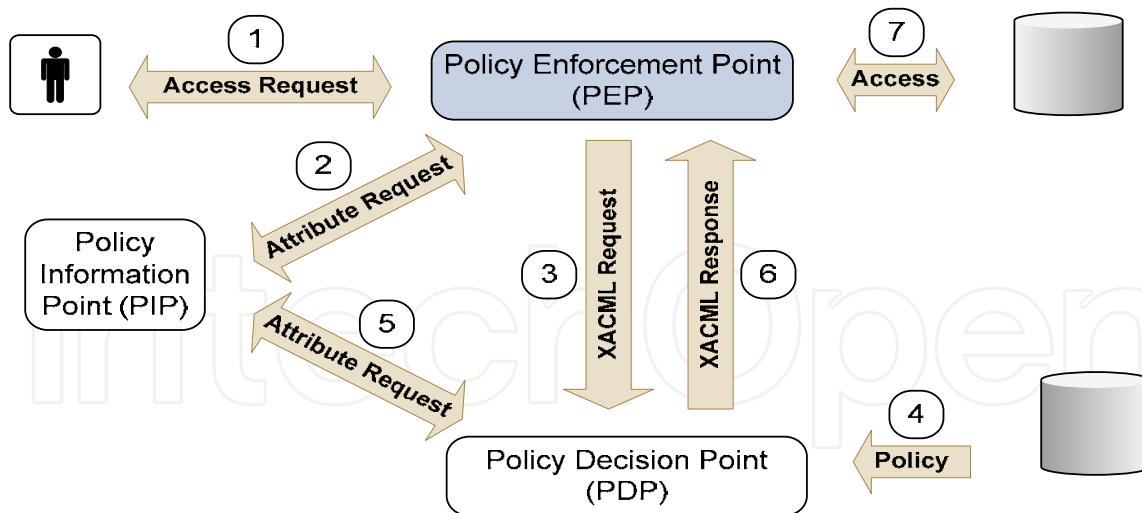 1
Access Request
Policy Enforcement Point
(PEP)
7
Access
2
Attribute Request
Policy
Information
Point (PIP)
3
XACML Request
XACML Response
6
5
Attribute Request
4
Policy
Policy Decision Point
(PDP)
IntechOpen